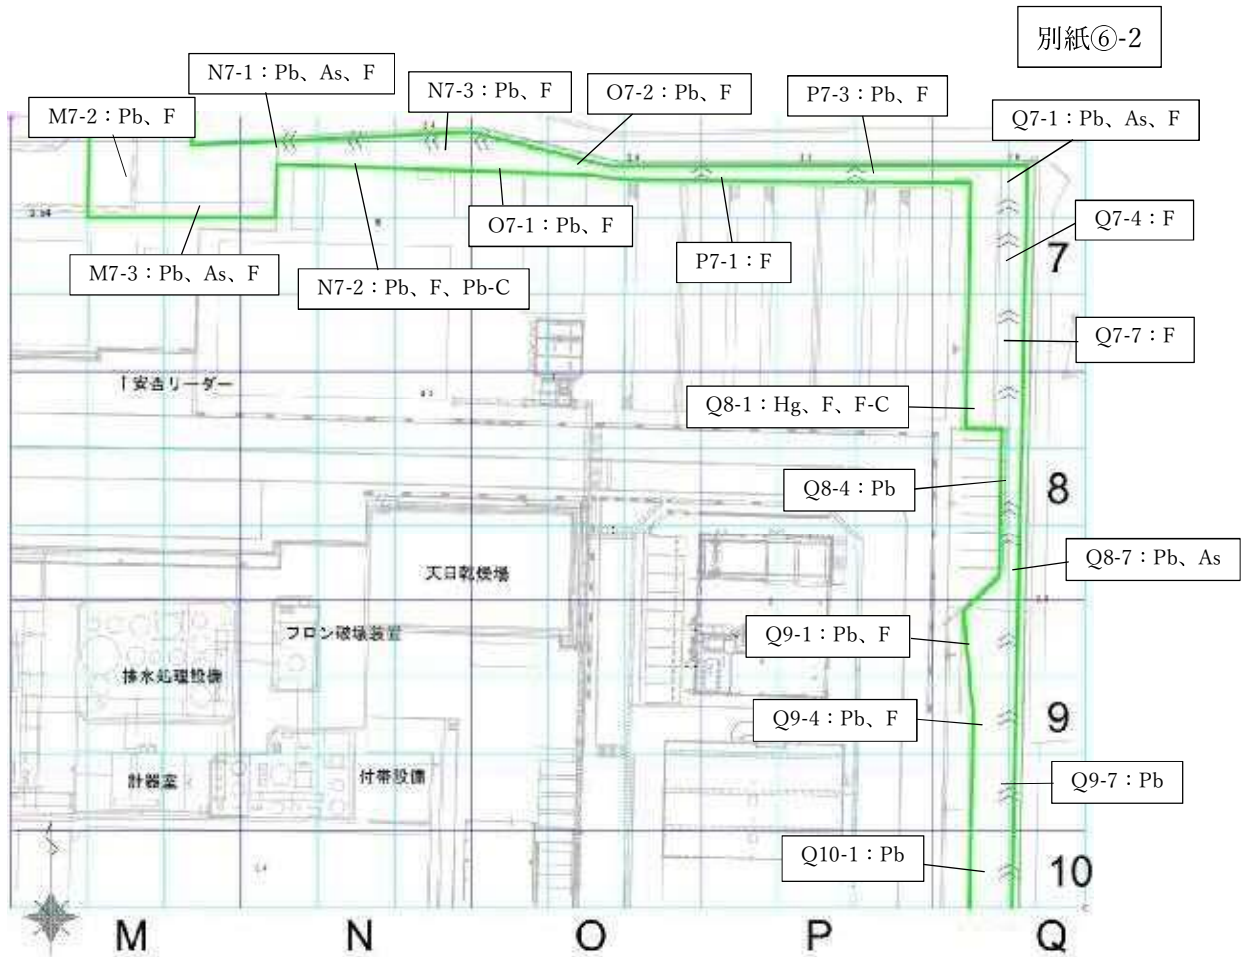 別紙⑥-2
N7-1：Pb、As、F
N7-3：Pb、F
O7-2：Pb、F
P7-3：Pb、F
M7-2：Pb、F
Q7-1：Pb、As、F
O7-1：Pb、F
Q7-4：F
M7-3：Pb、As、F
P7-1：F
7
N7-2：Pb、F、Pb-C
Q7-7：F
Q8-1：Hg、F、F-C
Q8-4：Pb
8
天日乾燥場
Q8-7：Pb、As
フロン破壊装置
Q9-1：Pb、F
排水処理設備
Q9-4：Pb、F
9
計器室
付帯設備
Q9-7：Pb
Q10-1：Pb
10
M
N
O
P
Q